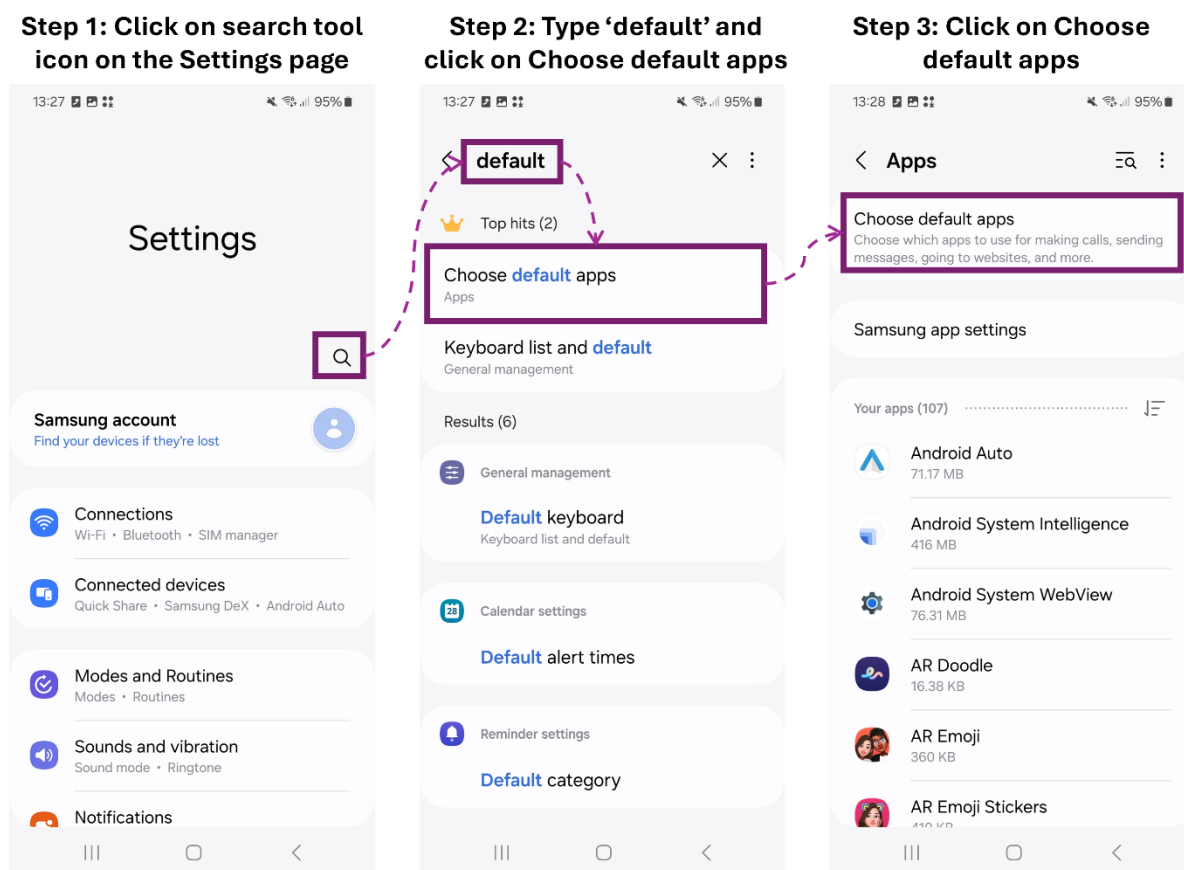 Step 1: Click on search tool
icon on the Settings page
13:27
95%
Settings
Samsung account
Find your devices if they're lost
Connections
Wi-Fi • Bluetooth • SIM manager
Connected devices
Quick Share • Samsung DeX • Android Auto
Modes and Routines
Modes • Routines
Sounds and vibration
Sound mode • Ringtone
Notifications
Step 2: Type ‘default’ and
click on Choose default apps
13:27
95%
default
Top hits (2)
Choose default apps
Apps
Keyboard list and default
General management
Results (6)
General management
Default keyboard
Keyboard list and default
28
Calendar settings
Default alert times
Reminder settings
Default category
Step 3: Click on Choose
default apps
13:28
95%
Apps
Choose default apps
Choose which apps to use for making calls, sending
messages, going to websites, and more.
Samsung app settings
Your apps (107)
Android Auto
71.17 MB
Android System Intelligence
416 MB
Android System WebView
76.31 MB
AR Doodle
16.38 KB
AR Emoji
360 KB
AR Emoji Stickers
410 KB